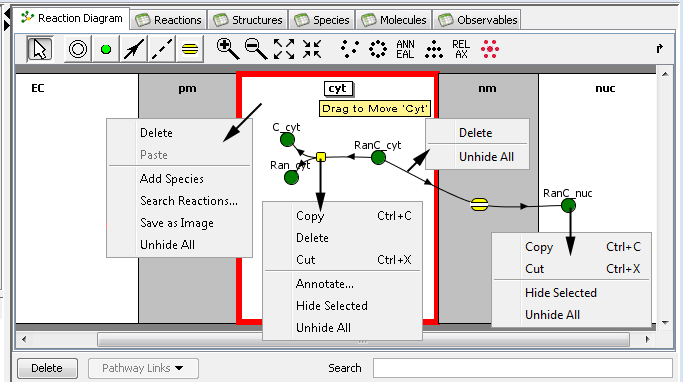 Reaction Diagram Reactions Structures Species Molecules Observables
ANN
EAL
REL
AX
EC
pm
cyt
nm
nuc
Drag to Move 'Cyt'
C_cyt
Ran_cyt
RanC_cyt
RanC_nuc
Delete
Paste
Add Species
Search Reactions...
Save as Image
Unhide All
Copy Ctrl+C
Delete
Cut Ctrl+X
Annotate...
Hide Selected
Unhide All
Delete
Unhide All
Copy Ctrl+C
Cut Ctrl+X
Hide Selected
Unhide All
Delete Pathway Links Search